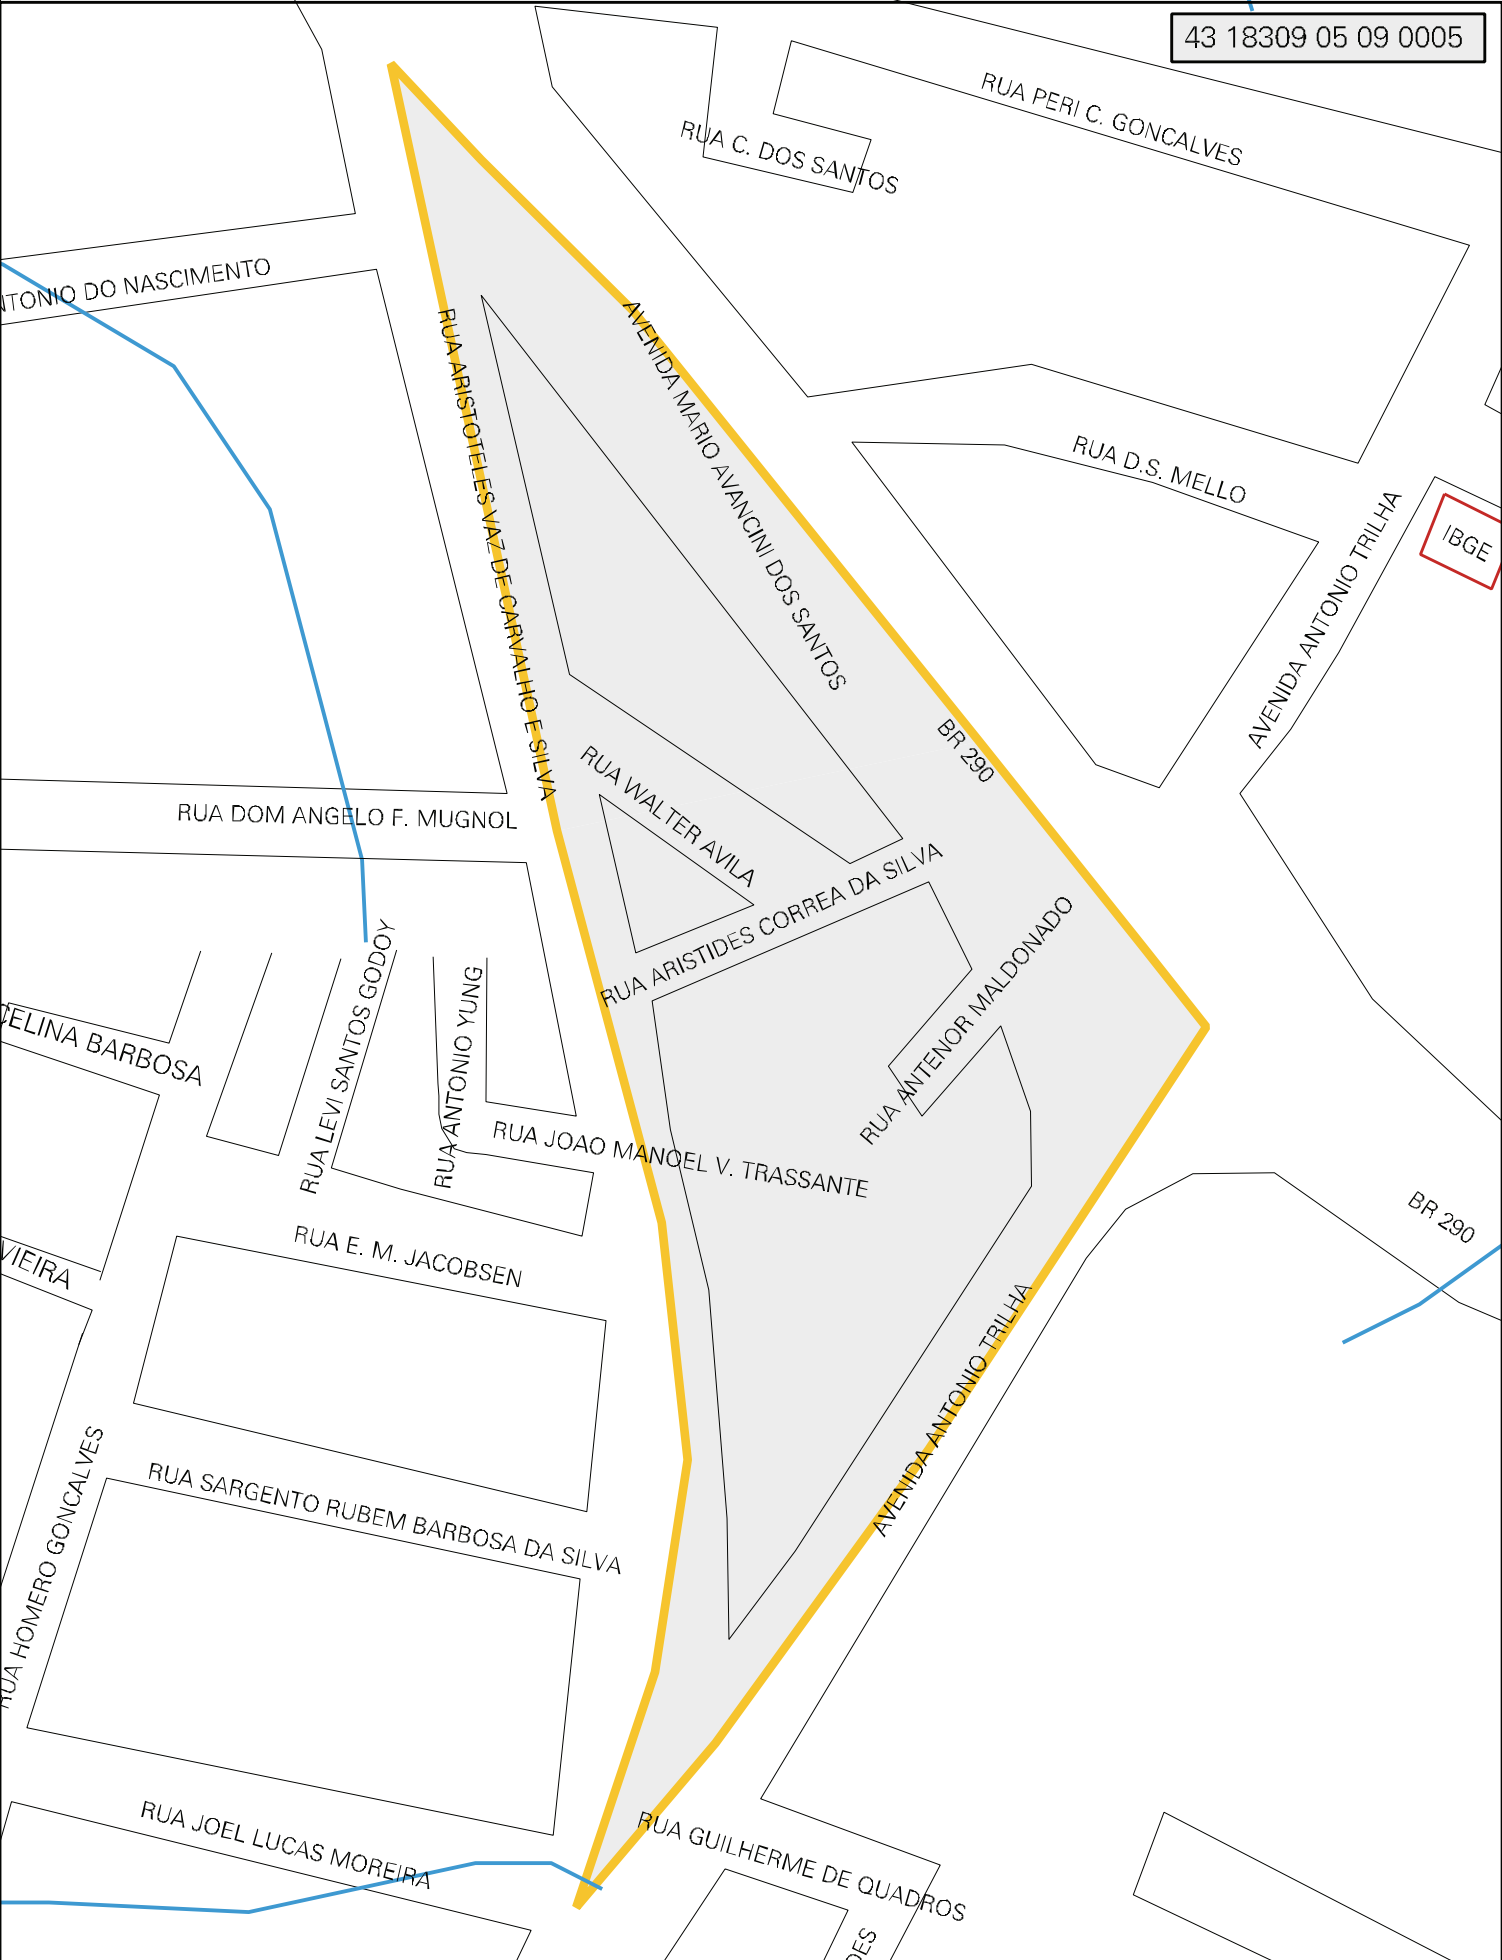 43 18309 05 09 0005
RUA PERI C. GONCALVES
RUA C. DOS SANTOS
NTONIO DO NASCIMENTO
AVENIDA MARIO AVANCINI DOS SANTOS
RUA ARISTOTELES VAZ DE CARVALHO E SILVA
RUA D.S. MELLO
AVENIDA ANTONIO TRILHA
IBGE
BR 290
RUA WALTER AVILA
RUA DOM ANGELO F. MUGNOL
RUA ARISTIDES CORREA DA SILVA
RUA ANTENOR MALDONADO
RUA LEVI SANTOS GODOY
RUA ANTONIO YUNG
CELINA BARBOSA
RUA JOAO MANOEL V. TRASSANTE
BR 290
RUA E. M. JACOBSEN
VIEIRA
AVENIDA ANTONIO TRILHA
RUA HOMERO GONCALVES
RUA SARGENTO RUBEM BARBOSA DA SILVA
RUA JOEL LUCAS MOREIRA
RUA GUILHERME DE QUADROS
DES